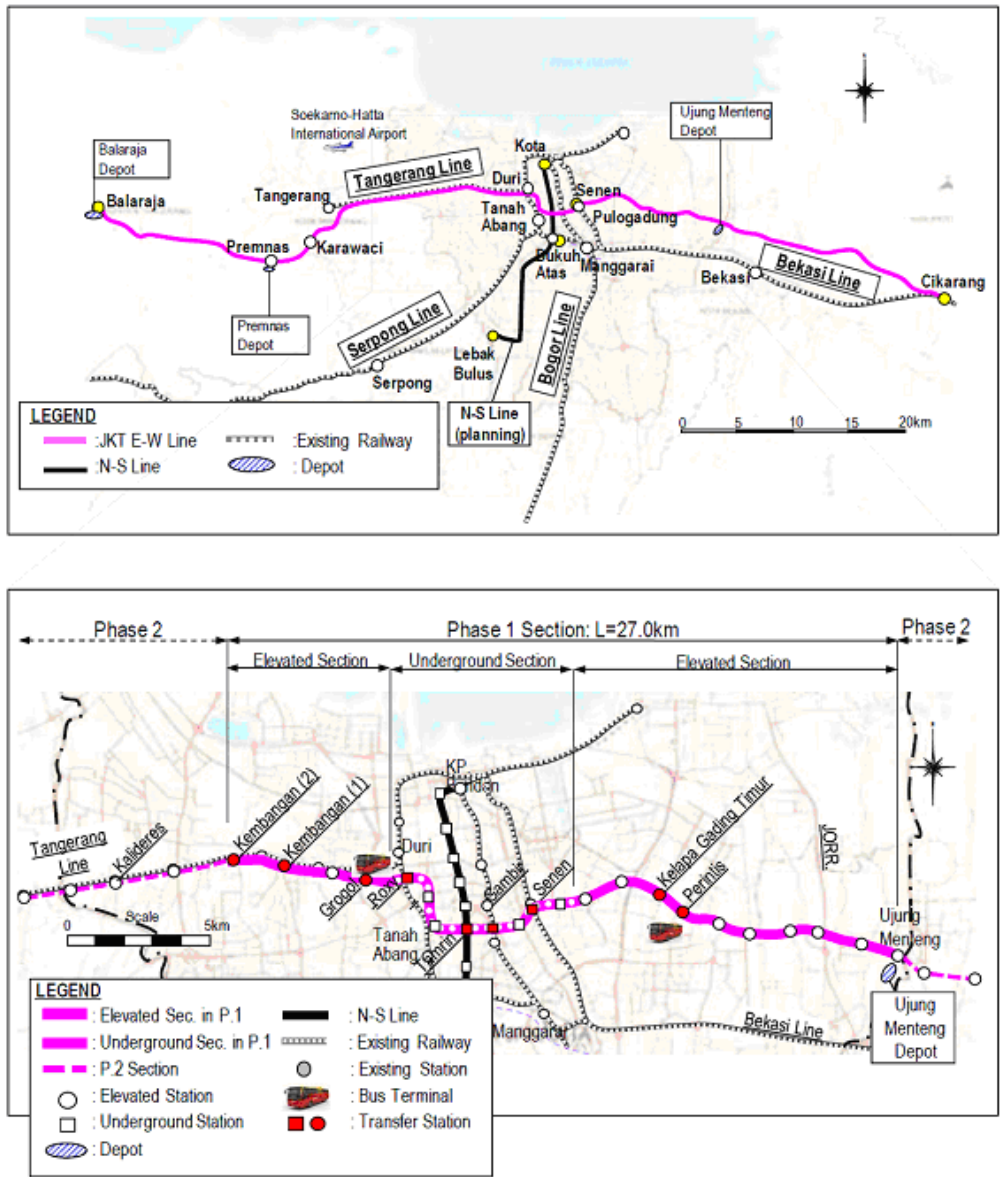 Soekarno-Hatta
International Airport
Ujung Menteng
Depot
Balaraja
Depot
Kota
Tangerang Line
Duri
Senen
Balaraja
Tangerang
Tanah
Abang
Pulogadung
Premnas
Karawaci
Bukuh
Atas
Manggarai
Bekasi
Bekasi Line
Cikarang
Premnas
Depot
Serpong Line
Bogor Line
Lebak
Bulus
Serpong
N-S Line
(planning)
LEGEND
:JKT E-W Line
:Existing Railway
:N-S Line
: Depot
0 5 10 15 20km
Phase 2
Phase 1 Section: L=27.0km
Phase 2
Elevated Section
Underground Section
Elevated Section
KP
Tangerang
Line
Kalideres
Kembangan (2)
Kembangan (1)
Grogol
Roxy
Duri
Senen
Kelapa Gading Timur
Perintis
JORR.
0 Scale 5km
Tanah
Abang
Thmrin
Ujung
Menteng
Manggarai
Bekasi Line
Ujung
Menteng
Depot
LEGEND
: Elevated Sec. in P.1
: N-S Line
: Underground Sec. in P.1
: Existing Railway
: P.2 Section
: Existing Station
: Elevated Station
: Bus Terminal
: Underground Station
: Transfer Station
: Depot